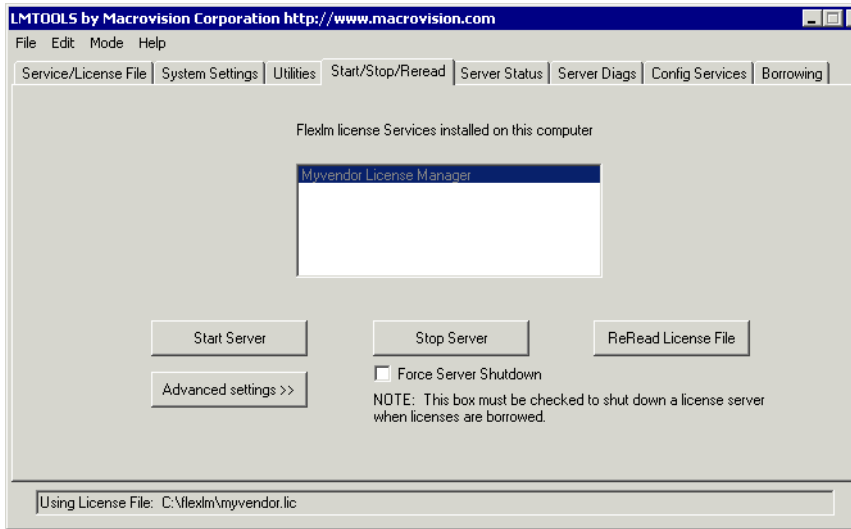 LMTOOLS by Macrovision Corporation http://www.macrovision.com
File Edit Mode Help
Service/License File System Settings Utilities Start/Stop/Reread Server Status Server Diags Config Services Borrowing
Flexlm license Services installed on this computer
Myvendor License Manager
Start Server Stop Server ReRead License File
Advanced settings >> Force Server Shutdown
NOTE: This box must be checked to shut down a license server
when licenses are borrowed.
Using License File: C:\flexlm\myvendor.lic